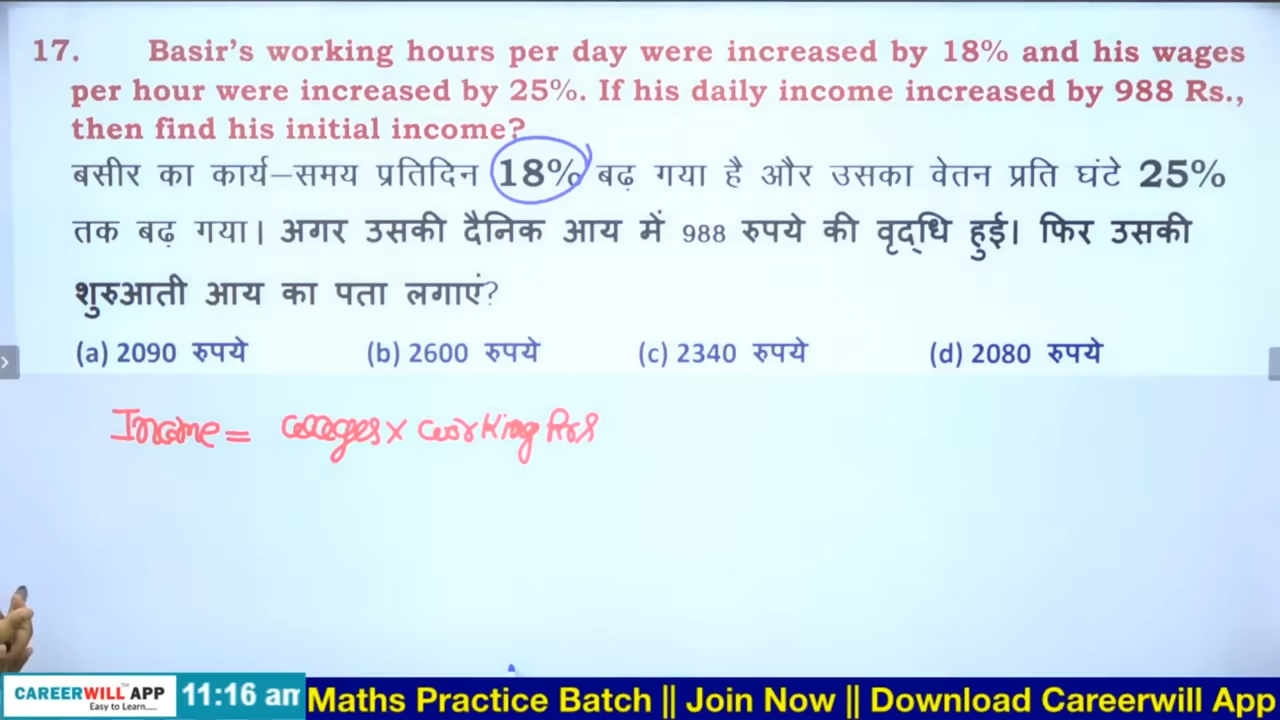 17. Basir's working hours per day were increased by 18% and his wages
per hour were increased by 25%. If his daily income increased by 988 Rs.,
then find his initial income?
बसीर का कार्य–समय प्रतिदिन 18% बढ़ गया है और उसका वेतन प्रति घंटे 25%
तक बढ़ गया। अगर उसकी दैनिक आय में 988 रुपये की वृद्धि हुई। फिर उसकी
शुरुआती आय का पता लगाएं?
(a) 2090 रुपये (b) 2600 रुपये (c) 2340 रुपये (d) 2080 रुपये
Income = wages × working hrs
CAREERWILL APP
Easy to Learn.....
11:16 am
Maths Practice Batch || Join Now || Download Careerwill App